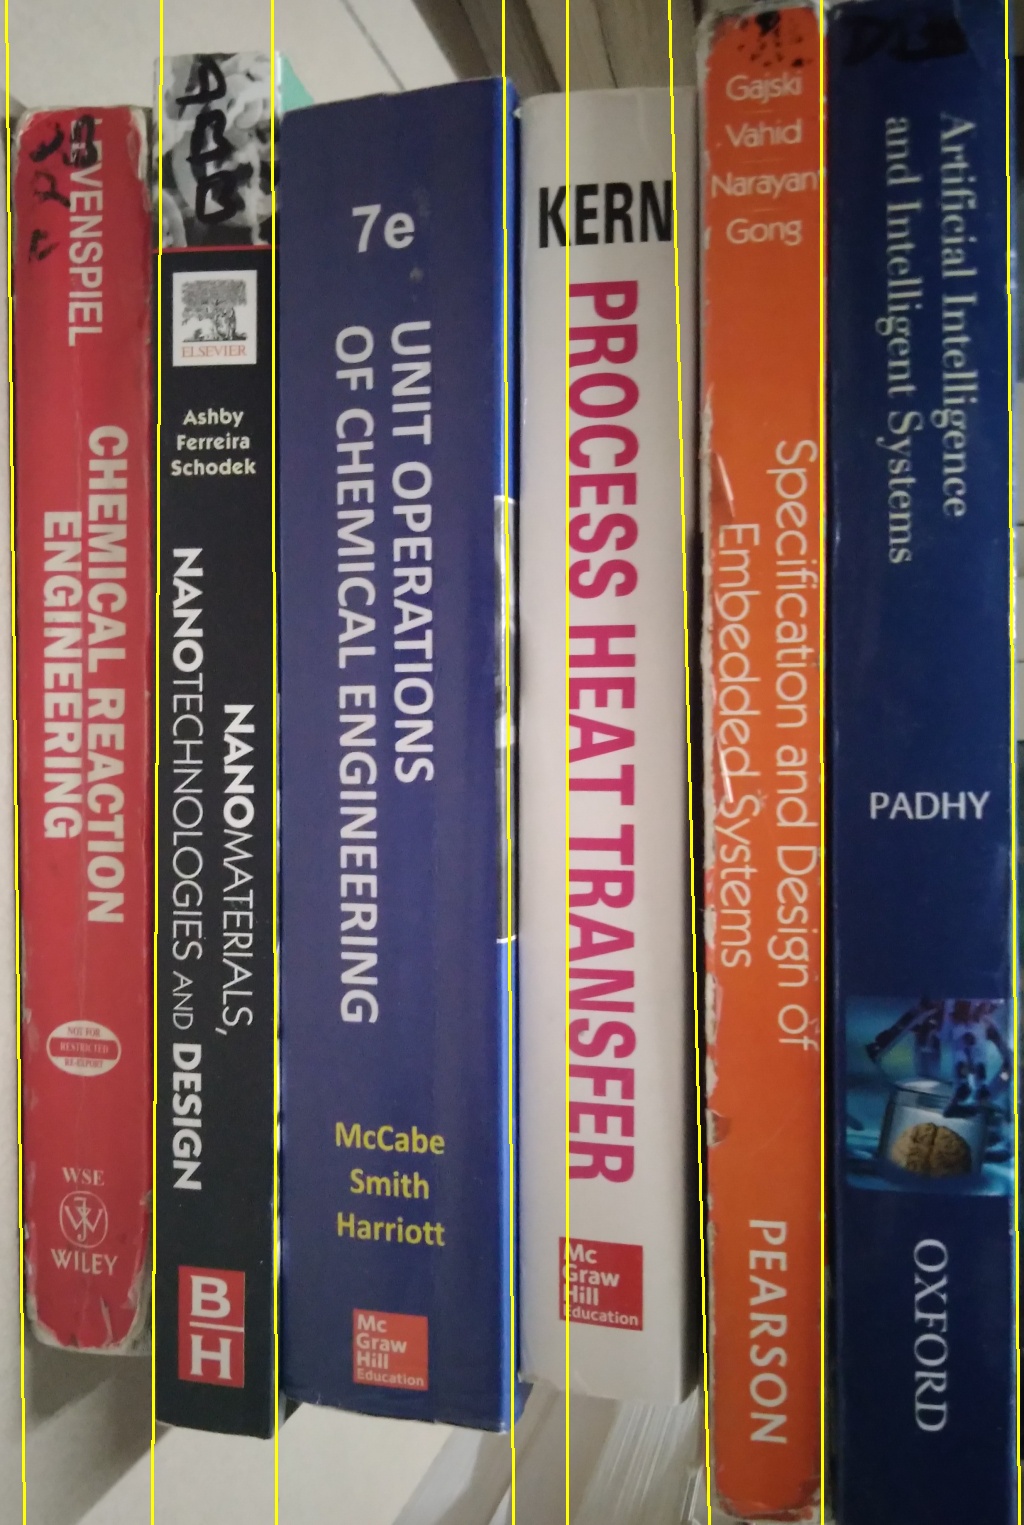 LEVENSPIEL
CHEMICAL REACTION
ENGINEERING
NOT FOR
RESTRICTED
RE-EXPORT
WSE
WILEY
ELSEVIER
Ashby
Ferreira
Schodek
NANOMATERIALS,
NANOTECHNOLOGIES AND DESIGN
B
H
7e
UNIT OPERATIONS
OF CHEMICAL ENGINEERING
McCabe
Smith
Harriott
Mc
Graw
Hill
Education
KERN
PROCESS HEAT TRANSFER
Mc
Graw
Hill
Education
Gajski
Vahid
Narayan
Gong
Specification and Design of
Embedded Systems
PEARSON
Artificial Intelligence
and Intelligent Systems
PADHY
OXFORD